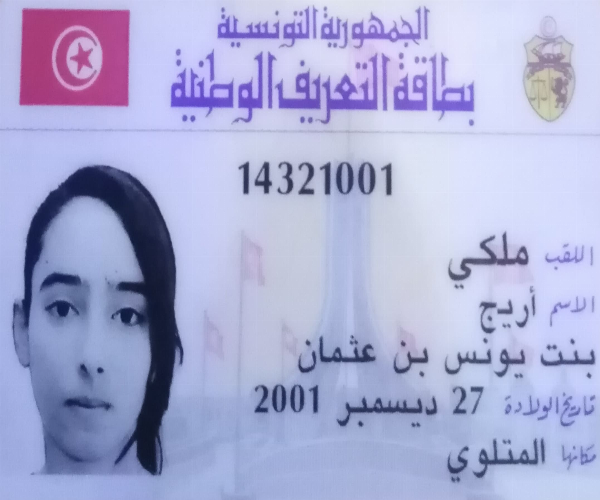 الجمهورية التونسية
بطاقة التعريف الوطنية
14321001
اللقب ملكي
الاسم أريج
بنت يونس بن عثمان
تاريخ الولادة 27 ديسمبر 2001
مكانها المتلوي